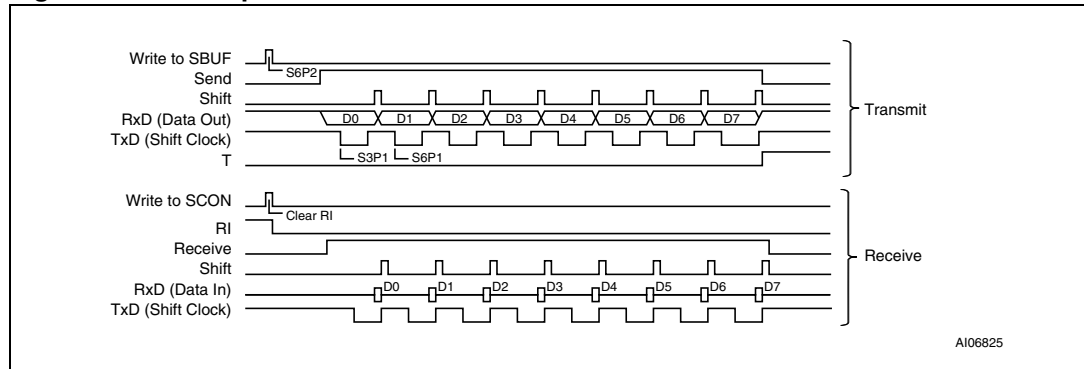 Write to SBUF
S6P2
Send
Shift
RxD (Data Out) D0 D1 D2 D3 D4 D5 D6 D7
TxD (Shift Clock)
S3P1 S6P1
T
Transmit
Write to SCON
Clear RI
RI
Receive
Shift
RxD (Data In) D0 D1 D2 D3 D4 D5 D6 D7
TxD (Shift Clock)
Receive
AI06825